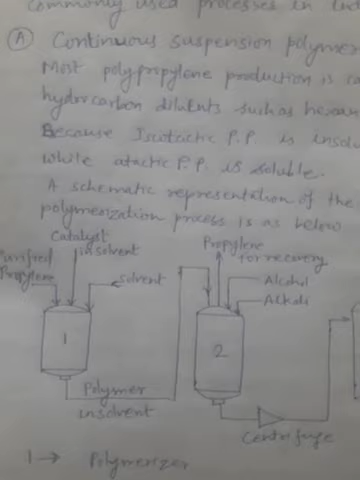 commonly used processes in
(A) Continuous suspension polymer
Most polypropylene production is ca
hydrocarbon diluents such as hexan
Because Isotactic P.P. is insolu
while atactic P.P. is soluble.
A schematic representation of the
polymerization process is as below
Catalyst
in solvent
Purified
Propylene
solvent
Propylene
for recovery
Alcohol
Alkali
1
2
Polymer
in solvent
Centrifuge
1 → Polymerizer